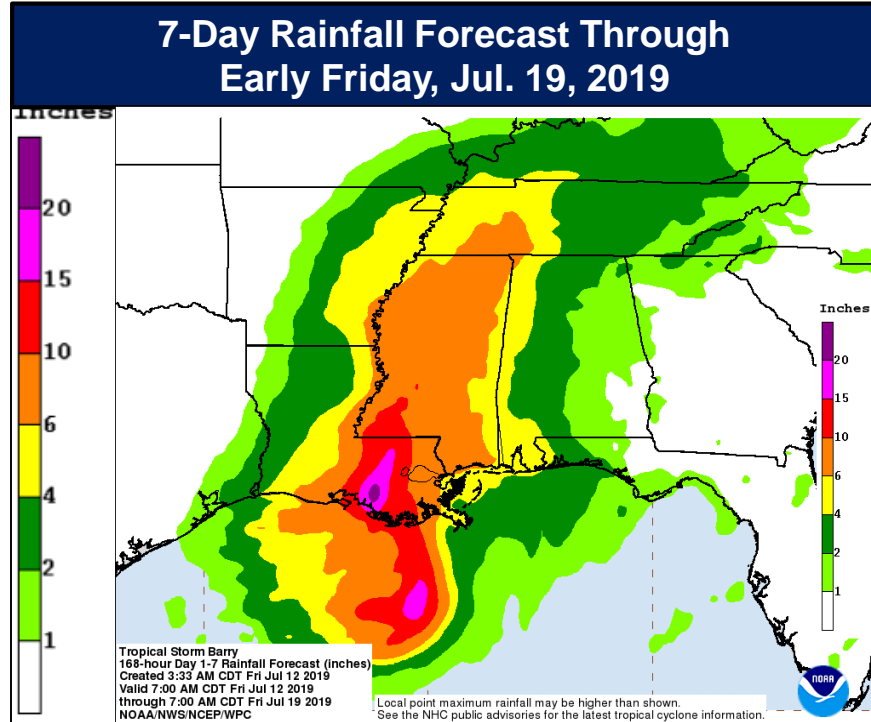 7-Day Rainfall Forecast Through
Early Friday, Jul. 19, 2019
Inches
20
15
10
6
4
2
1
Inches
20
15
10
6
4
2
1
Tropical Storm Barry
168-hour Day 1-7 Rainfall Forecast (inches)
Created 3:33 AM CDT Fri Jul 12 2019
Valid 7:00 AM CDT Fri Jul 12 2019
through 7:00 AM CDT Fri Jul 19 2019
NOAA/NWS/NCEP/WPC
Local point maximum rainfall may be higher than shown.
See the NHC public advisories for the latest tropical cyclone information.
NOAA